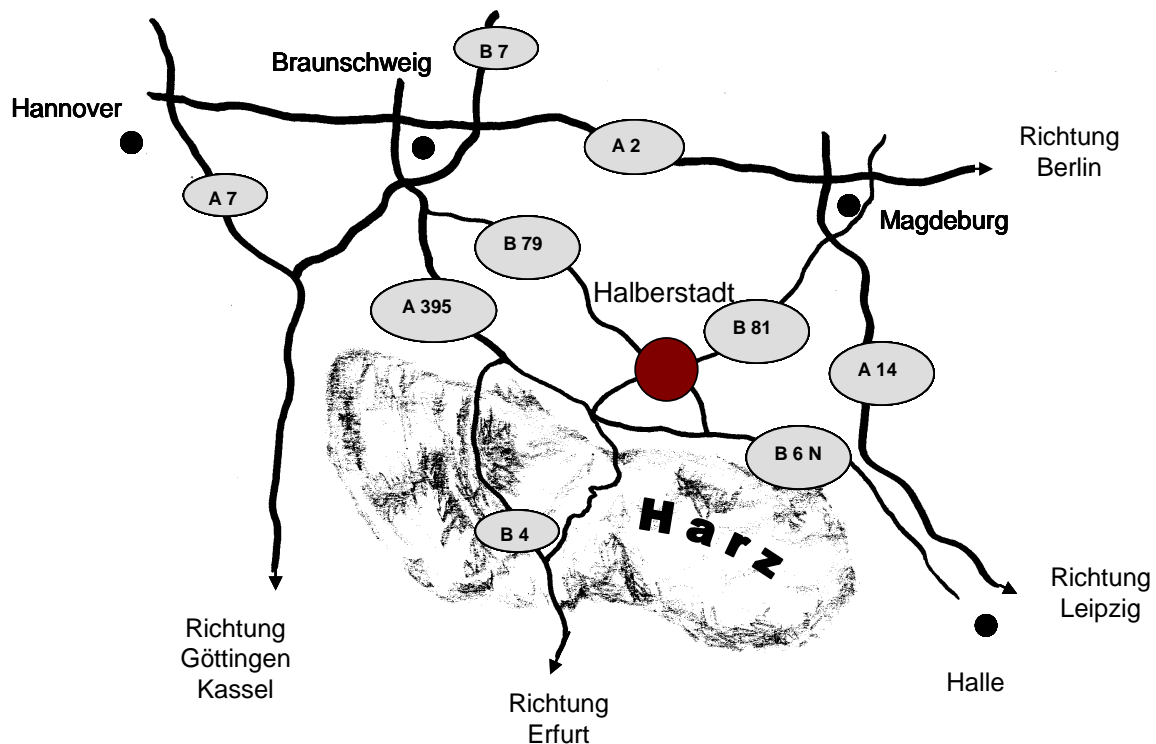 B 7
Braunschweig
Hannover
A 2
Richtung
Berlin
A 7
Magdeburg
B 79
Halberstadt
A 395
B 81
A 14
B 6 N
Harz
B 4
Richtung
Leipzig
Richtung
Göttingen
Kassel
Halle
Richtung
Erfurt